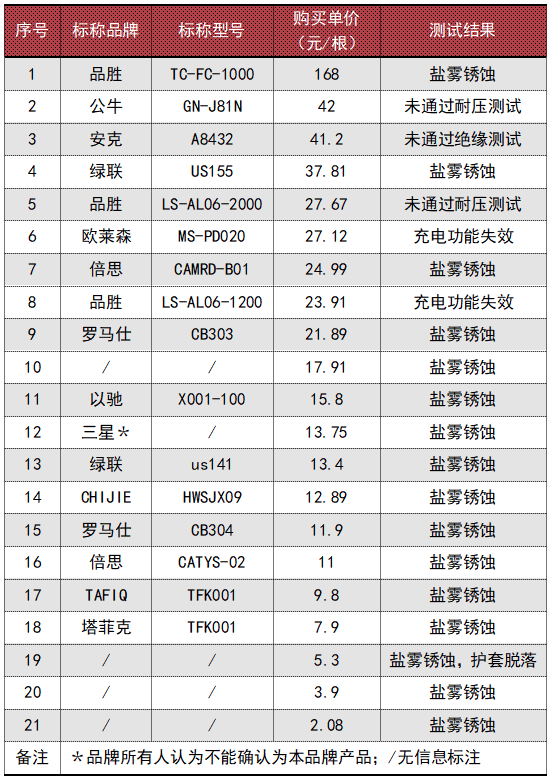 序号 标称品牌 标称型号 购买单价（元/根） 测试结果
1 品胜 TC-FC-1000 168 盐雾锈蚀
2 公牛 GN-J81N 42 未通过耐压测试
3 安克 A8432 41.2 未通过绝缘测试
4 绿联 US155 37.81 盐雾锈蚀
5 品胜 LS-AL06-2000 27.67 未通过耐压测试
6 欧莱森 MS-PD020 27.12 充电功能失效
7 倍思 CAMRD-B01 24.99 盐雾锈蚀
8 品胜 LS-AL06-1200 23.91 充电功能失效
9 罗马仕 CB303 21.89 盐雾锈蚀
10 / / 17.91 盐雾锈蚀
11 以驰 X001-100 15.8 盐雾锈蚀
12 三星＊ / 13.75 盐雾锈蚀
13 绿联 us141 13.4 盐雾锈蚀
14 CHIJIE HWSJX09 12.89 盐雾锈蚀
15 罗马仕 CB304 11.9 盐雾锈蚀
16 倍思 CATYS-02 11 盐雾锈蚀
17 TAFIQ TFK001 9.8 盐雾锈蚀
18 塔菲克 TFK001 7.9 盐雾锈蚀
19 / / 5.3 盐雾锈蚀，护套脱落
20 / / 3.9 盐雾锈蚀
21 / / 2.08 盐雾锈蚀
备注 ＊品牌所有人认为不能确认为本品牌产品；/无信息标注